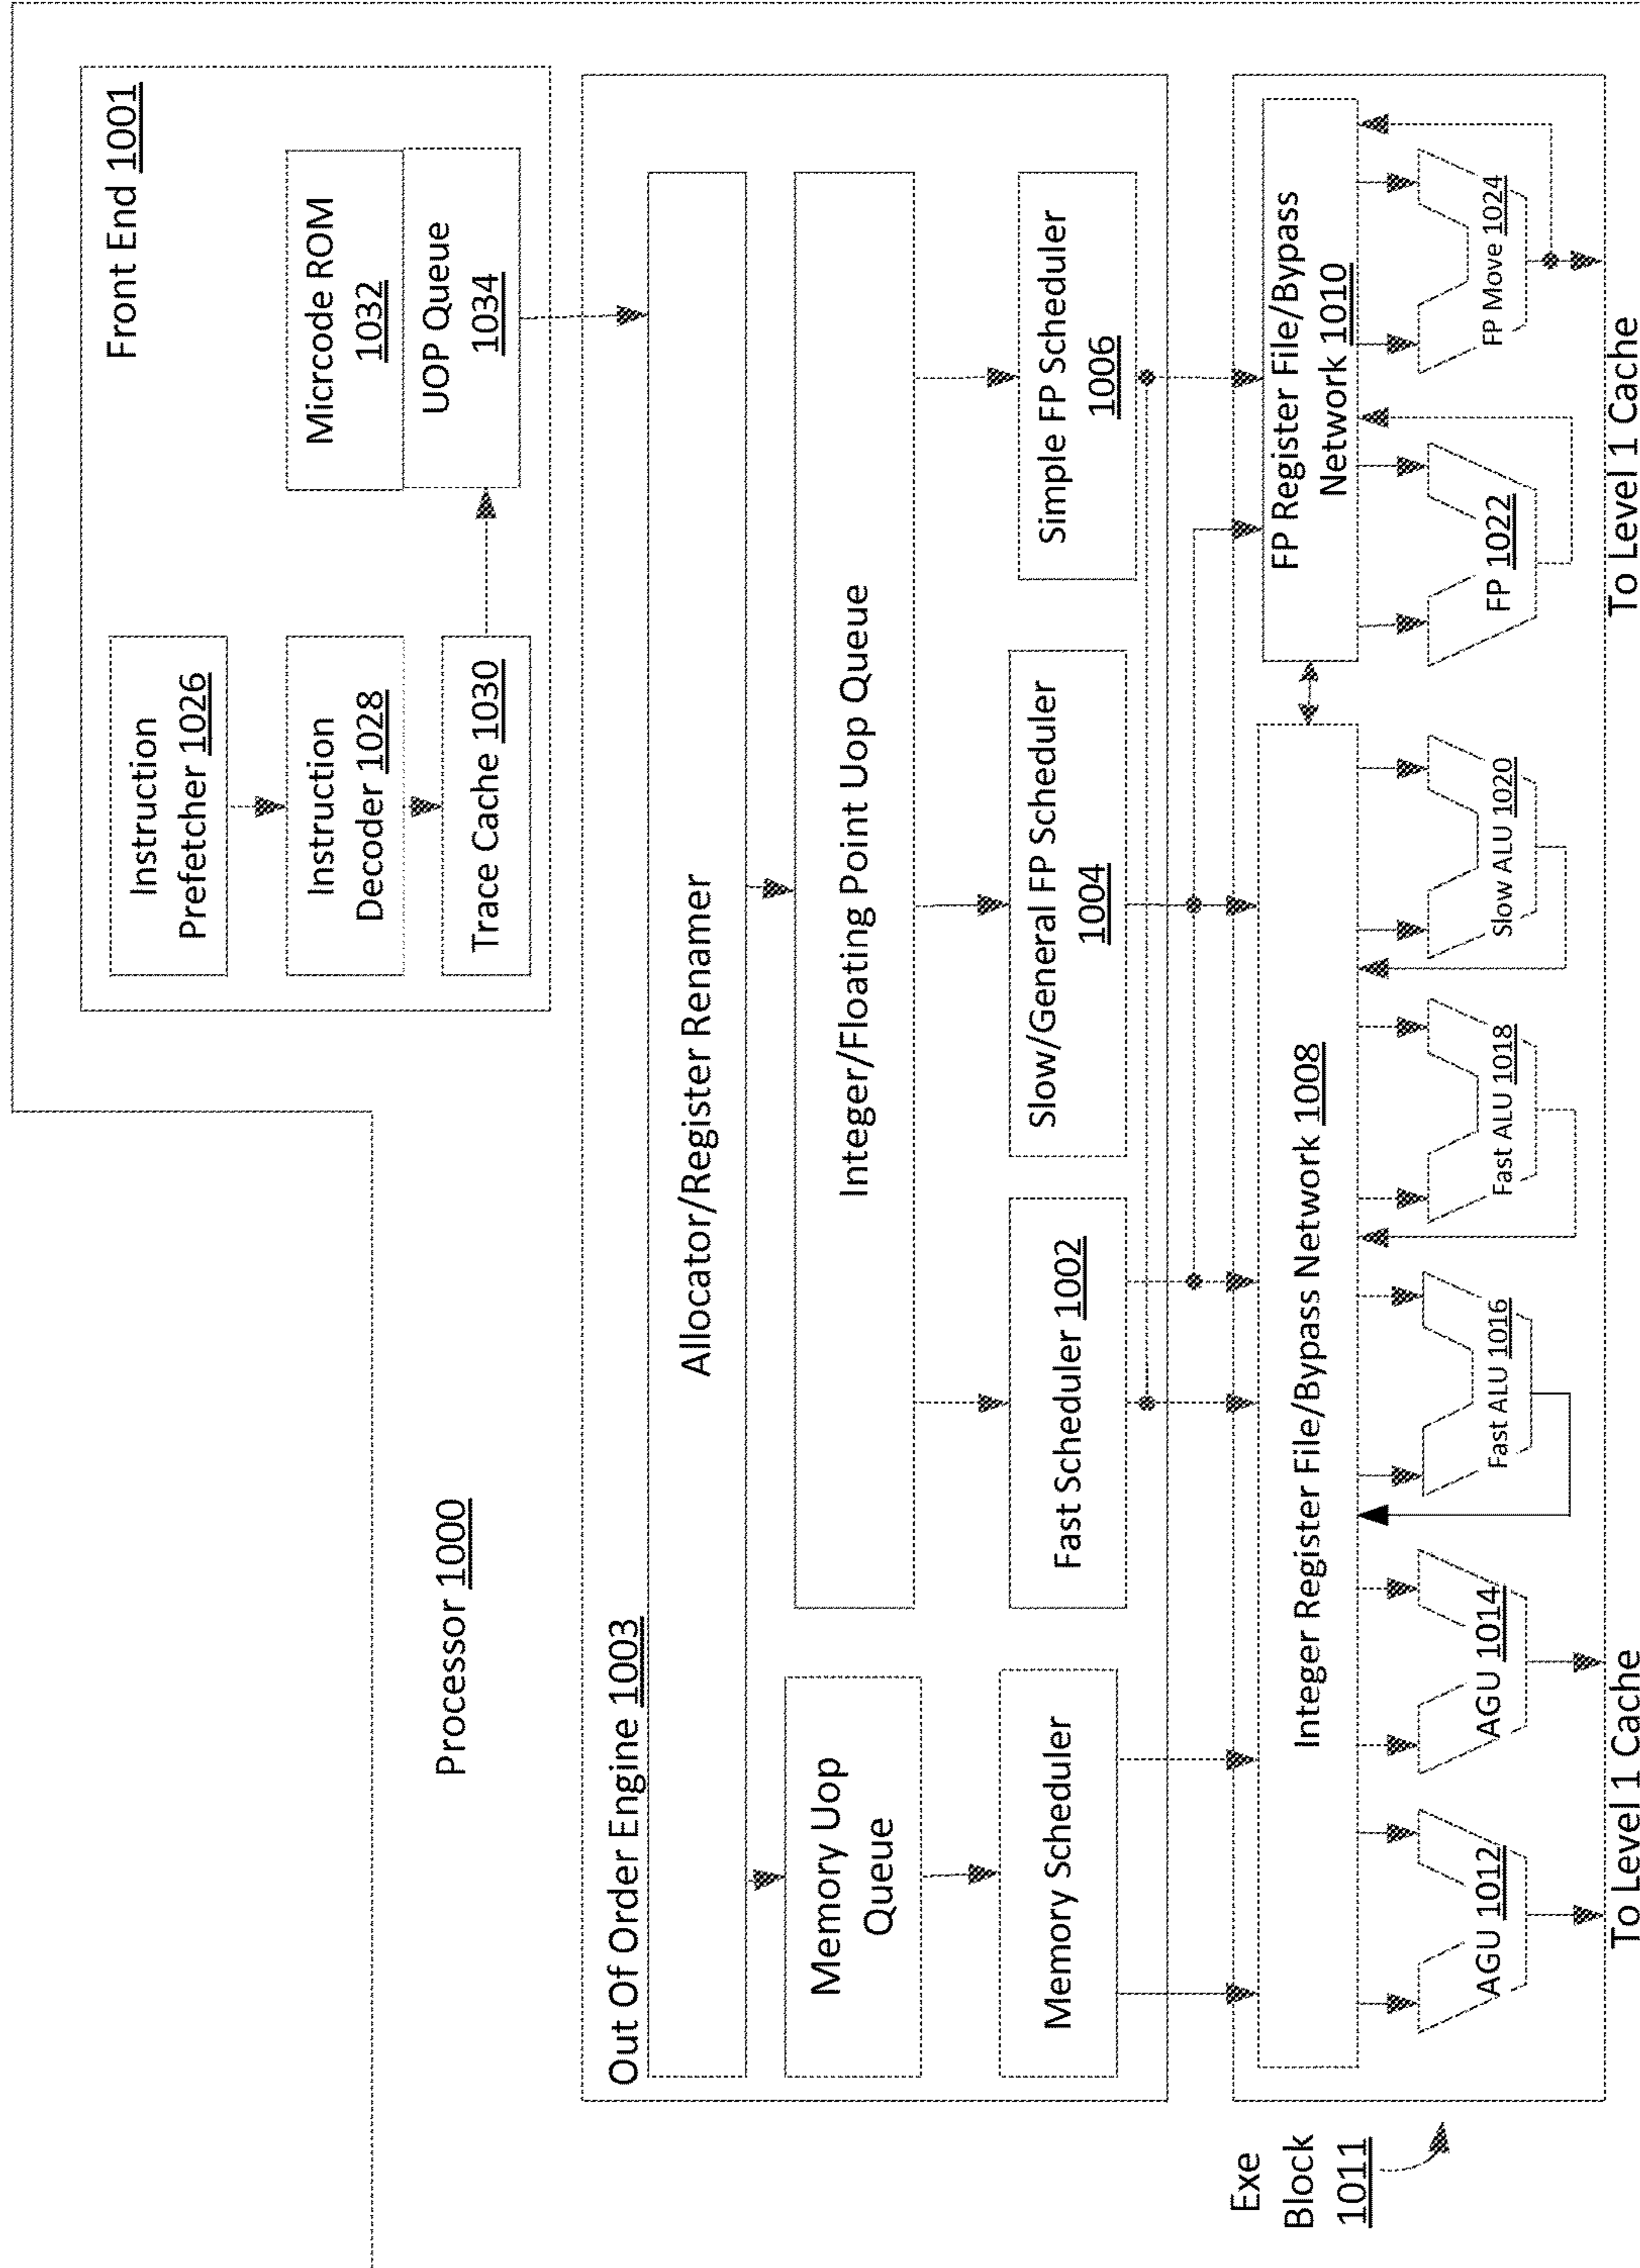 Front End 1001
Instruction
Prefetcher 1026
Instruction
Decoder 1028
Trace Cache 1030
Mircode ROM
1032
UOP Queue
1034
Processor 1000
Out Of Order Engine 1003
Allocator/Register Renamer
Memory Uop
Queue
Integer/Floating Point Uop Queue
Memory Scheduler
Fast Scheduler 1002
Slow/General FP Scheduler
1004
Simple FP Scheduler
1006
Exe
Block
1011
Integer Register File/Bypass Network 1008
FP Register File/Bypass
Network 1010
AGU 1012
AGU 1014
Fast ALU 1016
Fast ALU 1018
Slow ALU 1020
FP 1022
FP Move 1024
To Level 1 Cache
To Level 1 Cache